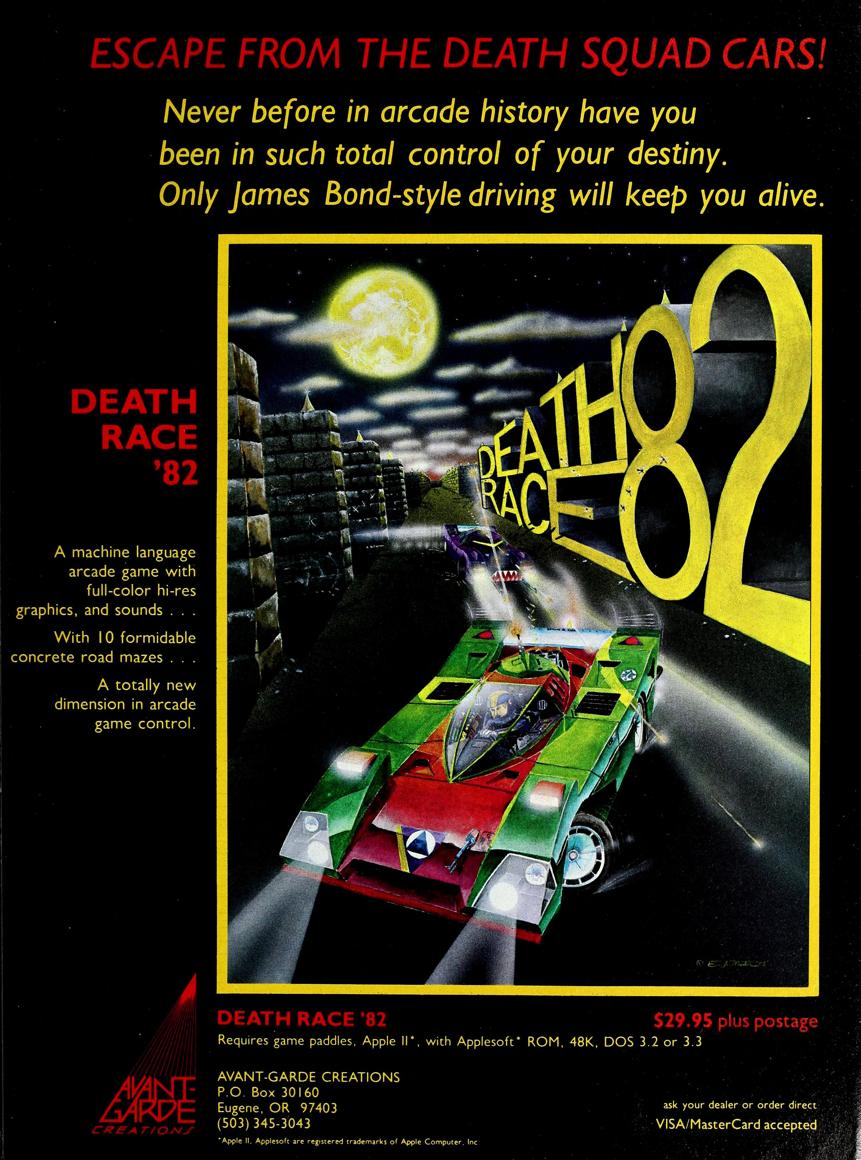 ESCAPE FROM THE DEATH SQUAD CARS!
Never before in arcade history have you
been in such total control of your destiny.
Only James Bond-style driving will keep you alive.
DEATH
RACE
'82
DEATH
RACE
'82
A machine language
arcade game with
full-color hi-res
graphics, and sounds . . .
With 10 formidable
concrete road mazes . . .
A totally new
dimension in arcade
game control.
DEATH RACE '82
$29.95 plus postage
Requires game paddles, Apple II*, with Applesoft* ROM, 48K, DOS 3.2 or 3.3
AVANT-
GARDE
CREATIONS
AVANT-GARDE CREATIONS
P.O. Box 30160
Eugene, OR 97403
(503) 345-3043
*Apple II, Applesoft are registered trademarks of Apple Computer, Inc
ask your dealer or order direct
VISA/MasterCard accepted